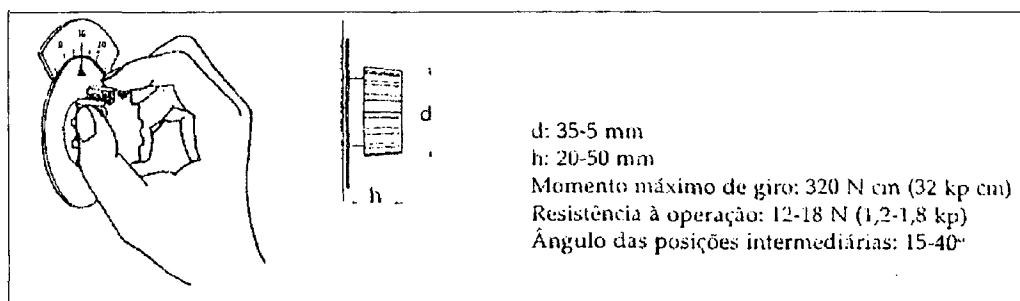 16
d
h
d: 35-5 mm
h: 20-50 mm
Momento máximo de giro: 320 N cm (32 kp cm)
Resistência à operação: 12-18 N (1,2-1,8 kp)
Ângulo das posições intermediárias: 15-40°